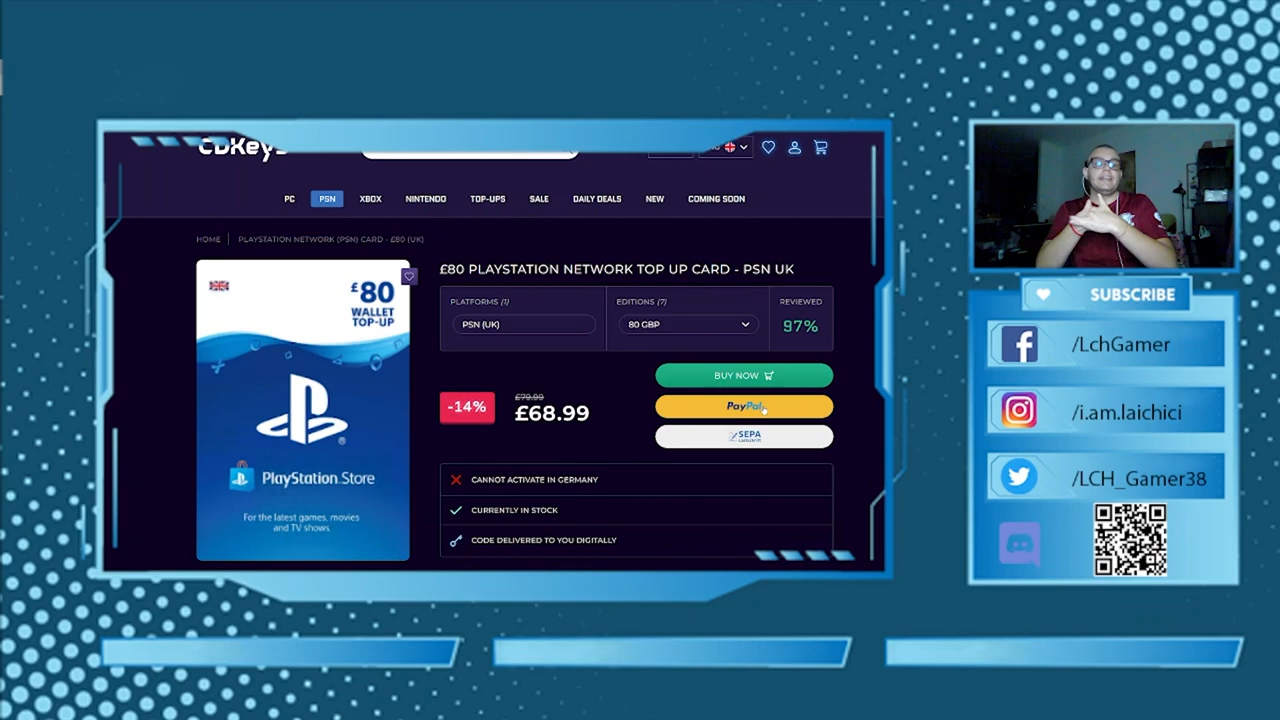 CDKeys
PC
PSN
XBOX
NINTENDO
TOP-UPS
SALE
DAILY DEALS
NEW
COMING SOON
HOME
PLAYSTATION NETWORK (PSN) CARD - £80 (UK)
£80
WALLET
TOP-UP
PlayStation.Store
For the latest games, movies
and TV shows
£80 PLAYSTATION NETWORK TOP UP CARD - PSN UK
PLATFORMS (1)
PSN (UK)
EDITIONS (7)
80 GBP
REVIEWED
97%
-14%
£79.99
£68.99
BUY NOW
PayPal
SEPA
CANNOT ACTIVATE IN GERMANY
CURRENTLY IN STOCK
CODE DELIVERED TO YOU DIGITALLY
SUBSCRIBE
/LchGamer
/i.am.laichici
/LCH_Gamer38